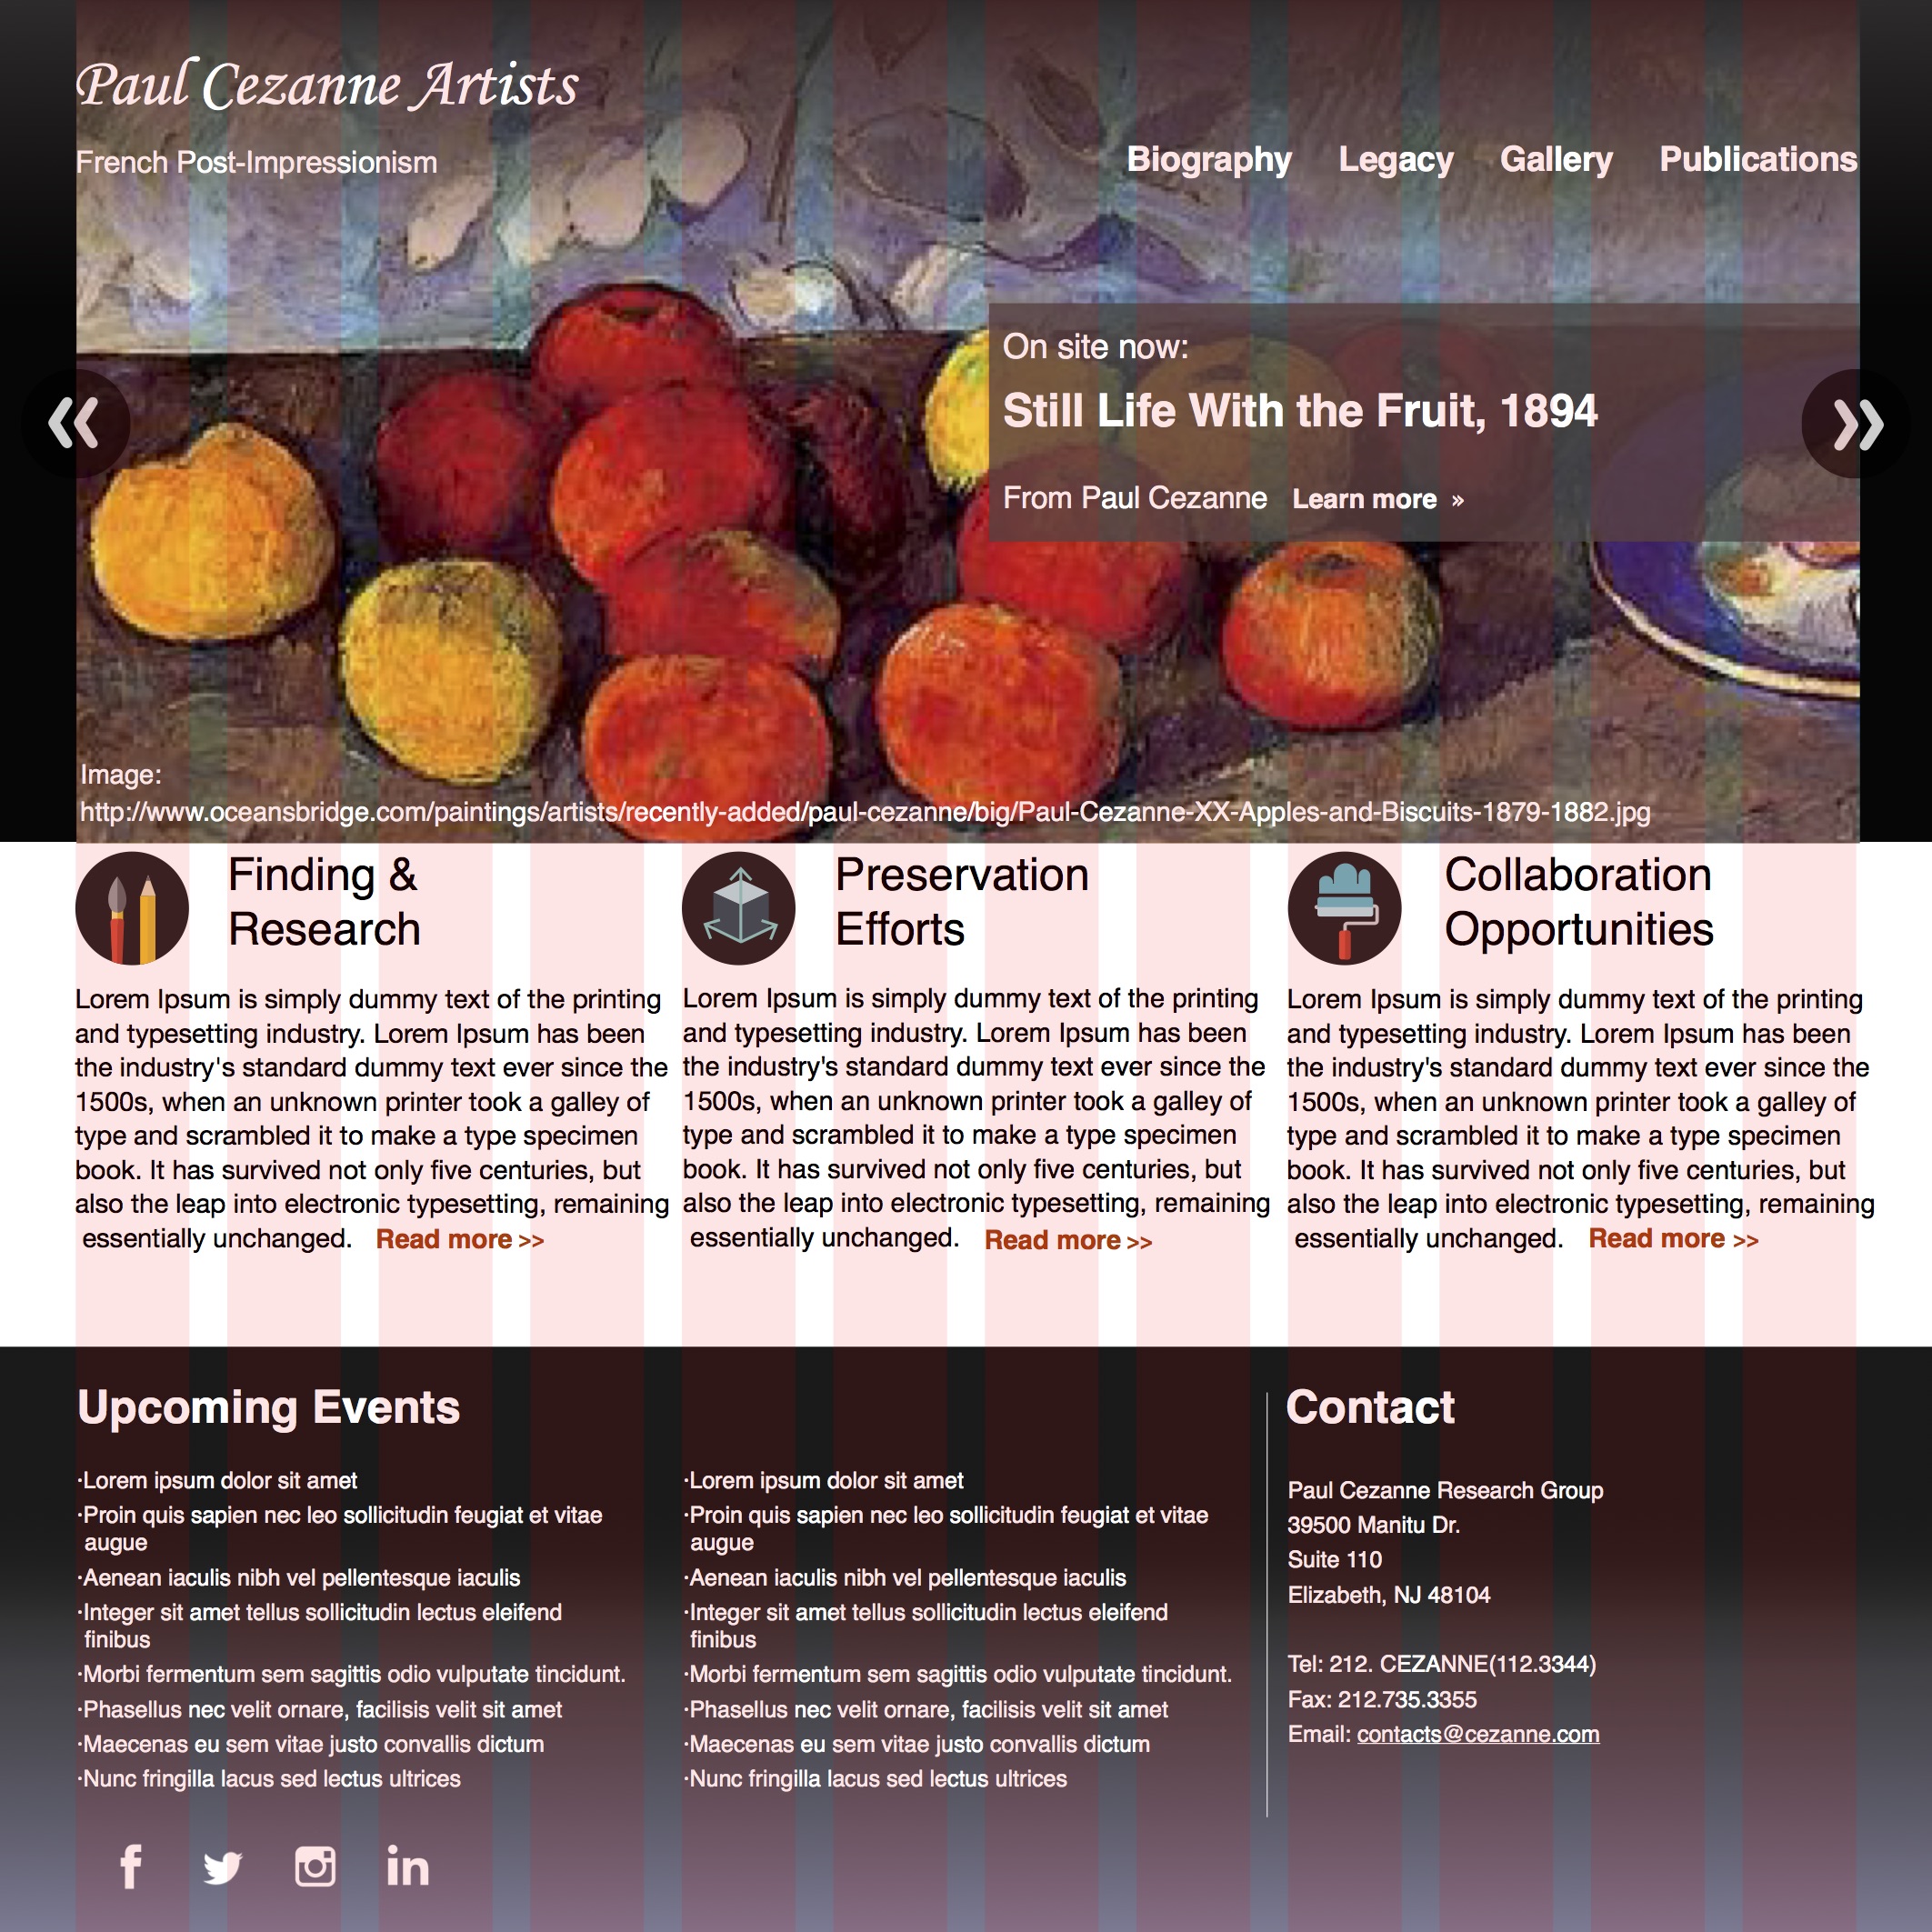 Paul Cezanne Artists
French Post-Impressionism
Biography Legacy Gallery Publications
On site now:
Still Life With the Fruit, 1894
From Paul Cezanne Learn more »
Image:
http://www.oceansbridge.com/paintings/artists/recently-added/paul-cezanne/big/Paul-Cezanne-XX-Apples-and-Biscuits-1879-1882.jpg
Finding &
Research
Lorem Ipsum is simply dummy text of the printing
and typesetting industry. Lorem Ipsum has been
the industry's standard dummy text ever since the
1500s, when an unknown printer took a galley of
type and scrambled it to make a type specimen
book. It has survived not only five centuries, but
also the leap into electronic typesetting, remaining
essentially unchanged. Read more >>
Preservation
Efforts
Lorem Ipsum is simply dummy text of the printing
and typesetting industry. Lorem Ipsum has been
the industry's standard dummy text ever since the
1500s, when an unknown printer took a galley of
type and scrambled it to make a type specimen
book. It has survived not only five centuries, but
also the leap into electronic typesetting, remaining
essentially unchanged. Read more >>
Collaboration
Opportunities
Lorem Ipsum is simply dummy text of the printing
and typesetting industry. Lorem Ipsum has been
the industry's standard dummy text ever since the
1500s, when an unknown printer took a galley of
type and scrambled it to make a type specimen
book. It has survived not only five centuries, but
also the leap into electronic typesetting, remaining
essentially unchanged. Read more >>
Upcoming Events
·Lorem ipsum dolor sit amet
·Proin quis sapien nec leo sollicitudin feugiat et vitae
augue
·Aenean iaculis nibh vel pellentesque iaculis
·Integer sit amet tellus sollicitudin lectus eleifend
finibus
·Morbi fermentum sem sagittis odio vulputate tincidunt.
·Phasellus nec velit ornare, facilisis velit sit amet
·Maecenas eu sem vitae justo convallis dictum
·Nunc fringilla lacus sed lectus ultrices
·Lorem ipsum dolor sit amet
·Proin quis sapien nec leo sollicitudin feugiat et vitae
augue
·Aenean iaculis nibh vel pellentesque iaculis
·Integer sit amet tellus sollicitudin lectus eleifend
finibus
·Morbi fermentum sem sagittis odio vulputate tincidunt.
·Phasellus nec velit ornare, facilisis velit sit amet
·Maecenas eu sem vitae justo convallis dictum
·Nunc fringilla lacus sed lectus ultrices
Contact
Paul Cezanne Research Group
39500 Manitu Dr.
Suite 110
Elizabeth, NJ 48104
Tel: 212. CEZANNE(112.3344)
Fax: 212.735.3355
Email: contacts@cezanne.com